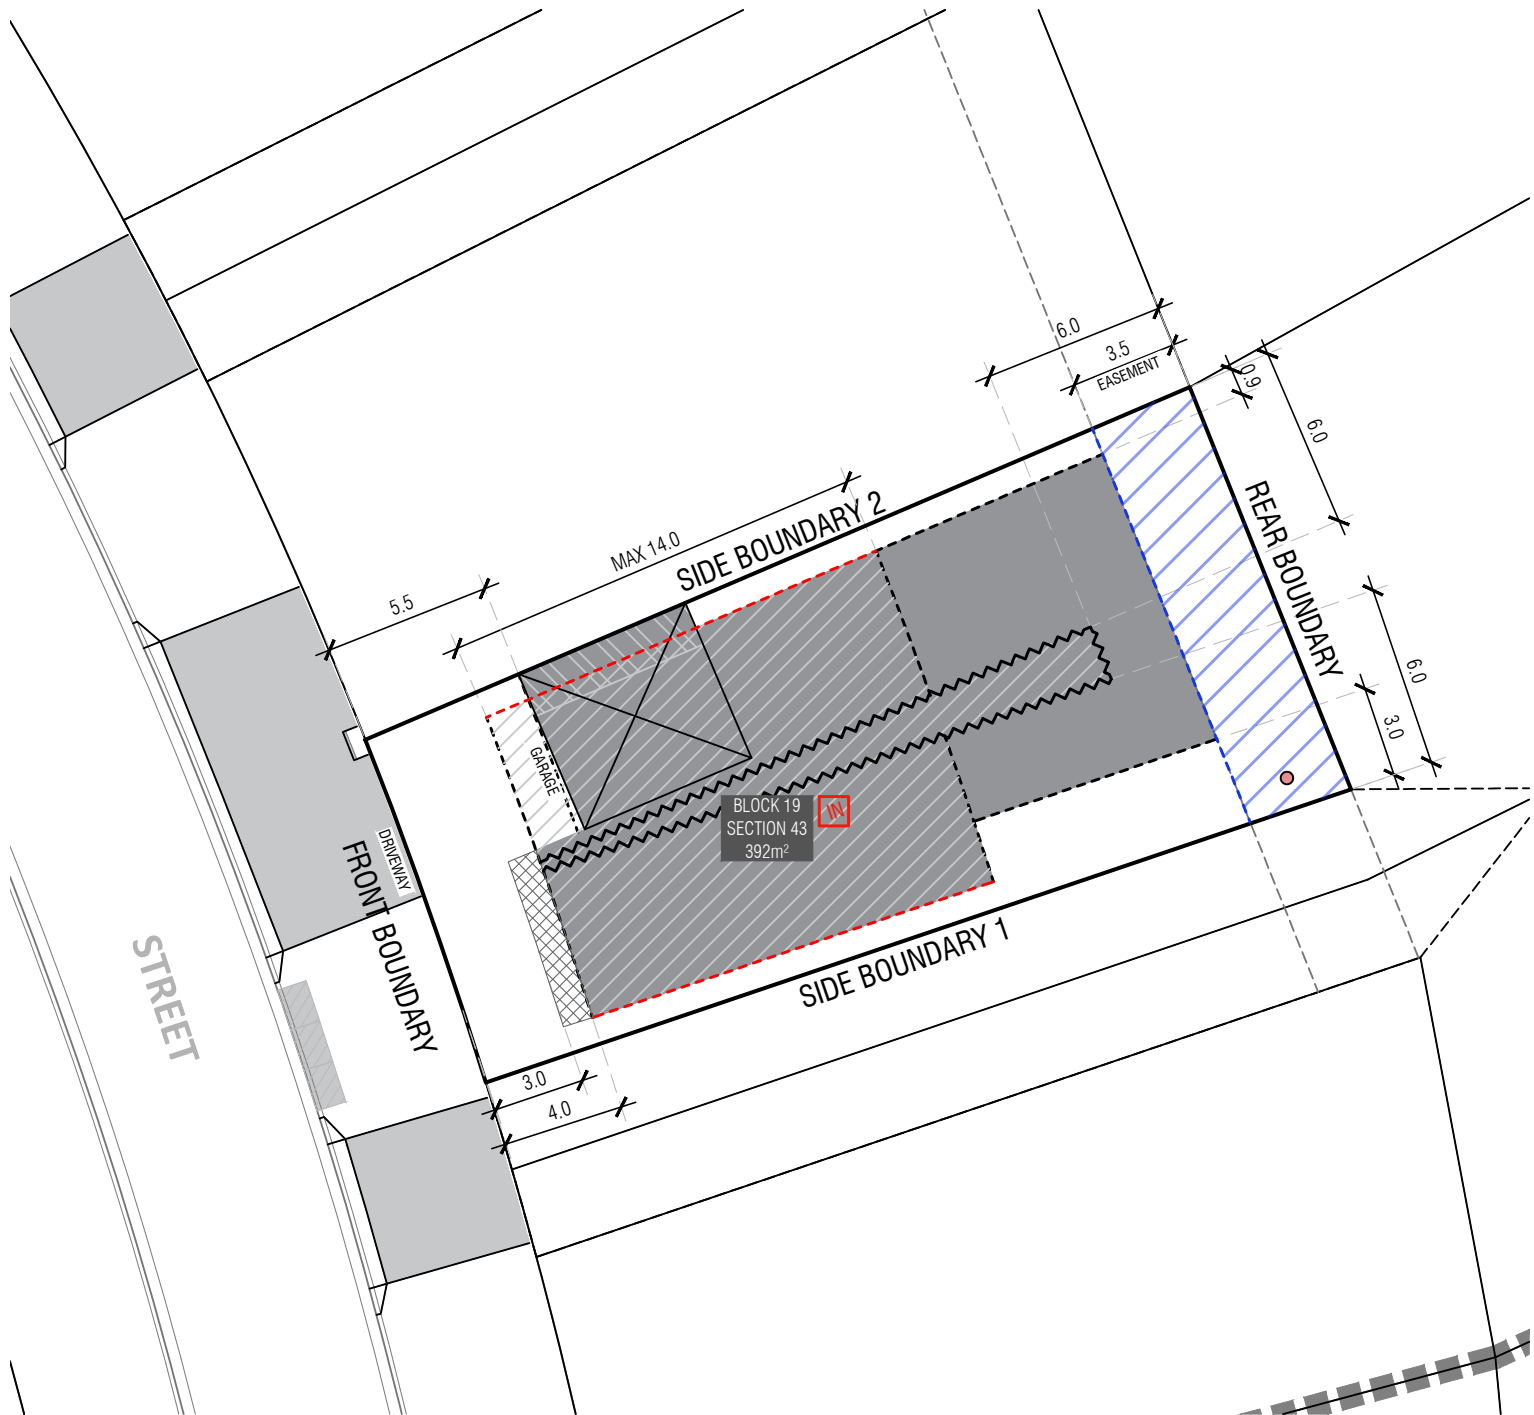 6.0
3.5
EASEMENT
0.9
6.0
REAR BOUNDARY
SIDE BOUNDARY 2
MAX 14.0
5.5
6.0
3.0
GARAGE
BLOCK 19
SECTION 43
392m²
IN
DRIVEWAY
FRONT BOUNDARY
STREET
SIDE BOUNDARY 1
3.0
4.0